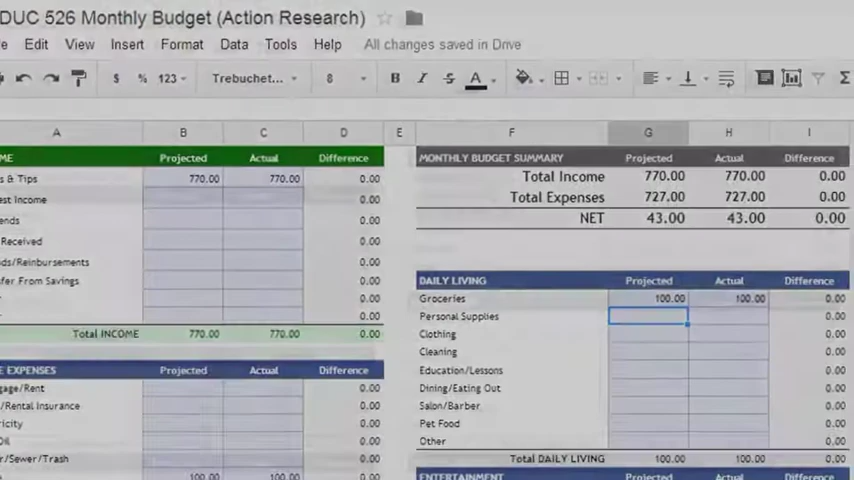 DUC 526 Monthly Budget (Action Research)
Edit View Insert Format Data Tools Help All changes saved in Drive
$ % 123 Trebuchet... 8 B I S A Σ
A B C D E F G H I
ME Projected Actual Difference
s & Tips 770.00 770.00 0.00
est Income 0.00
ends 0.00
Received 0.00
ds/Reimbursements 0.00
sfer From Savings 0.00
0.00
0.00
Total INCOME 770.00 770.00 0.00
E EXPENSES Projected Actual Difference
gage/Rent 0.00
/Rental Insurance 0.00
ricity 0.00
Oil 0.00
r/Sewer/Trash 0.00
100.00 100.00 0.00
MONTHLY BUDGET SUMMARY Projected Actual Difference
Total Income 770.00 770.00 0.00
Total Expenses 727.00 727.00 0.00
NET 43.00 43.00 0.00
DAILY LIVING Projected Actual Difference
Groceries 100.00 100.00 0.00
Personal Supplies 0.00
Clothing 0.00
Cleaning 0.00
Education/Lessons 0.00
Dining/Eating Out 0.00
Salon/Barber 0.00
Pet Food 0.00
Other 0.00
Total DAILY LIVING 100.00 100.00 0.00
ENTERTAINMENT Projected Actual Difference